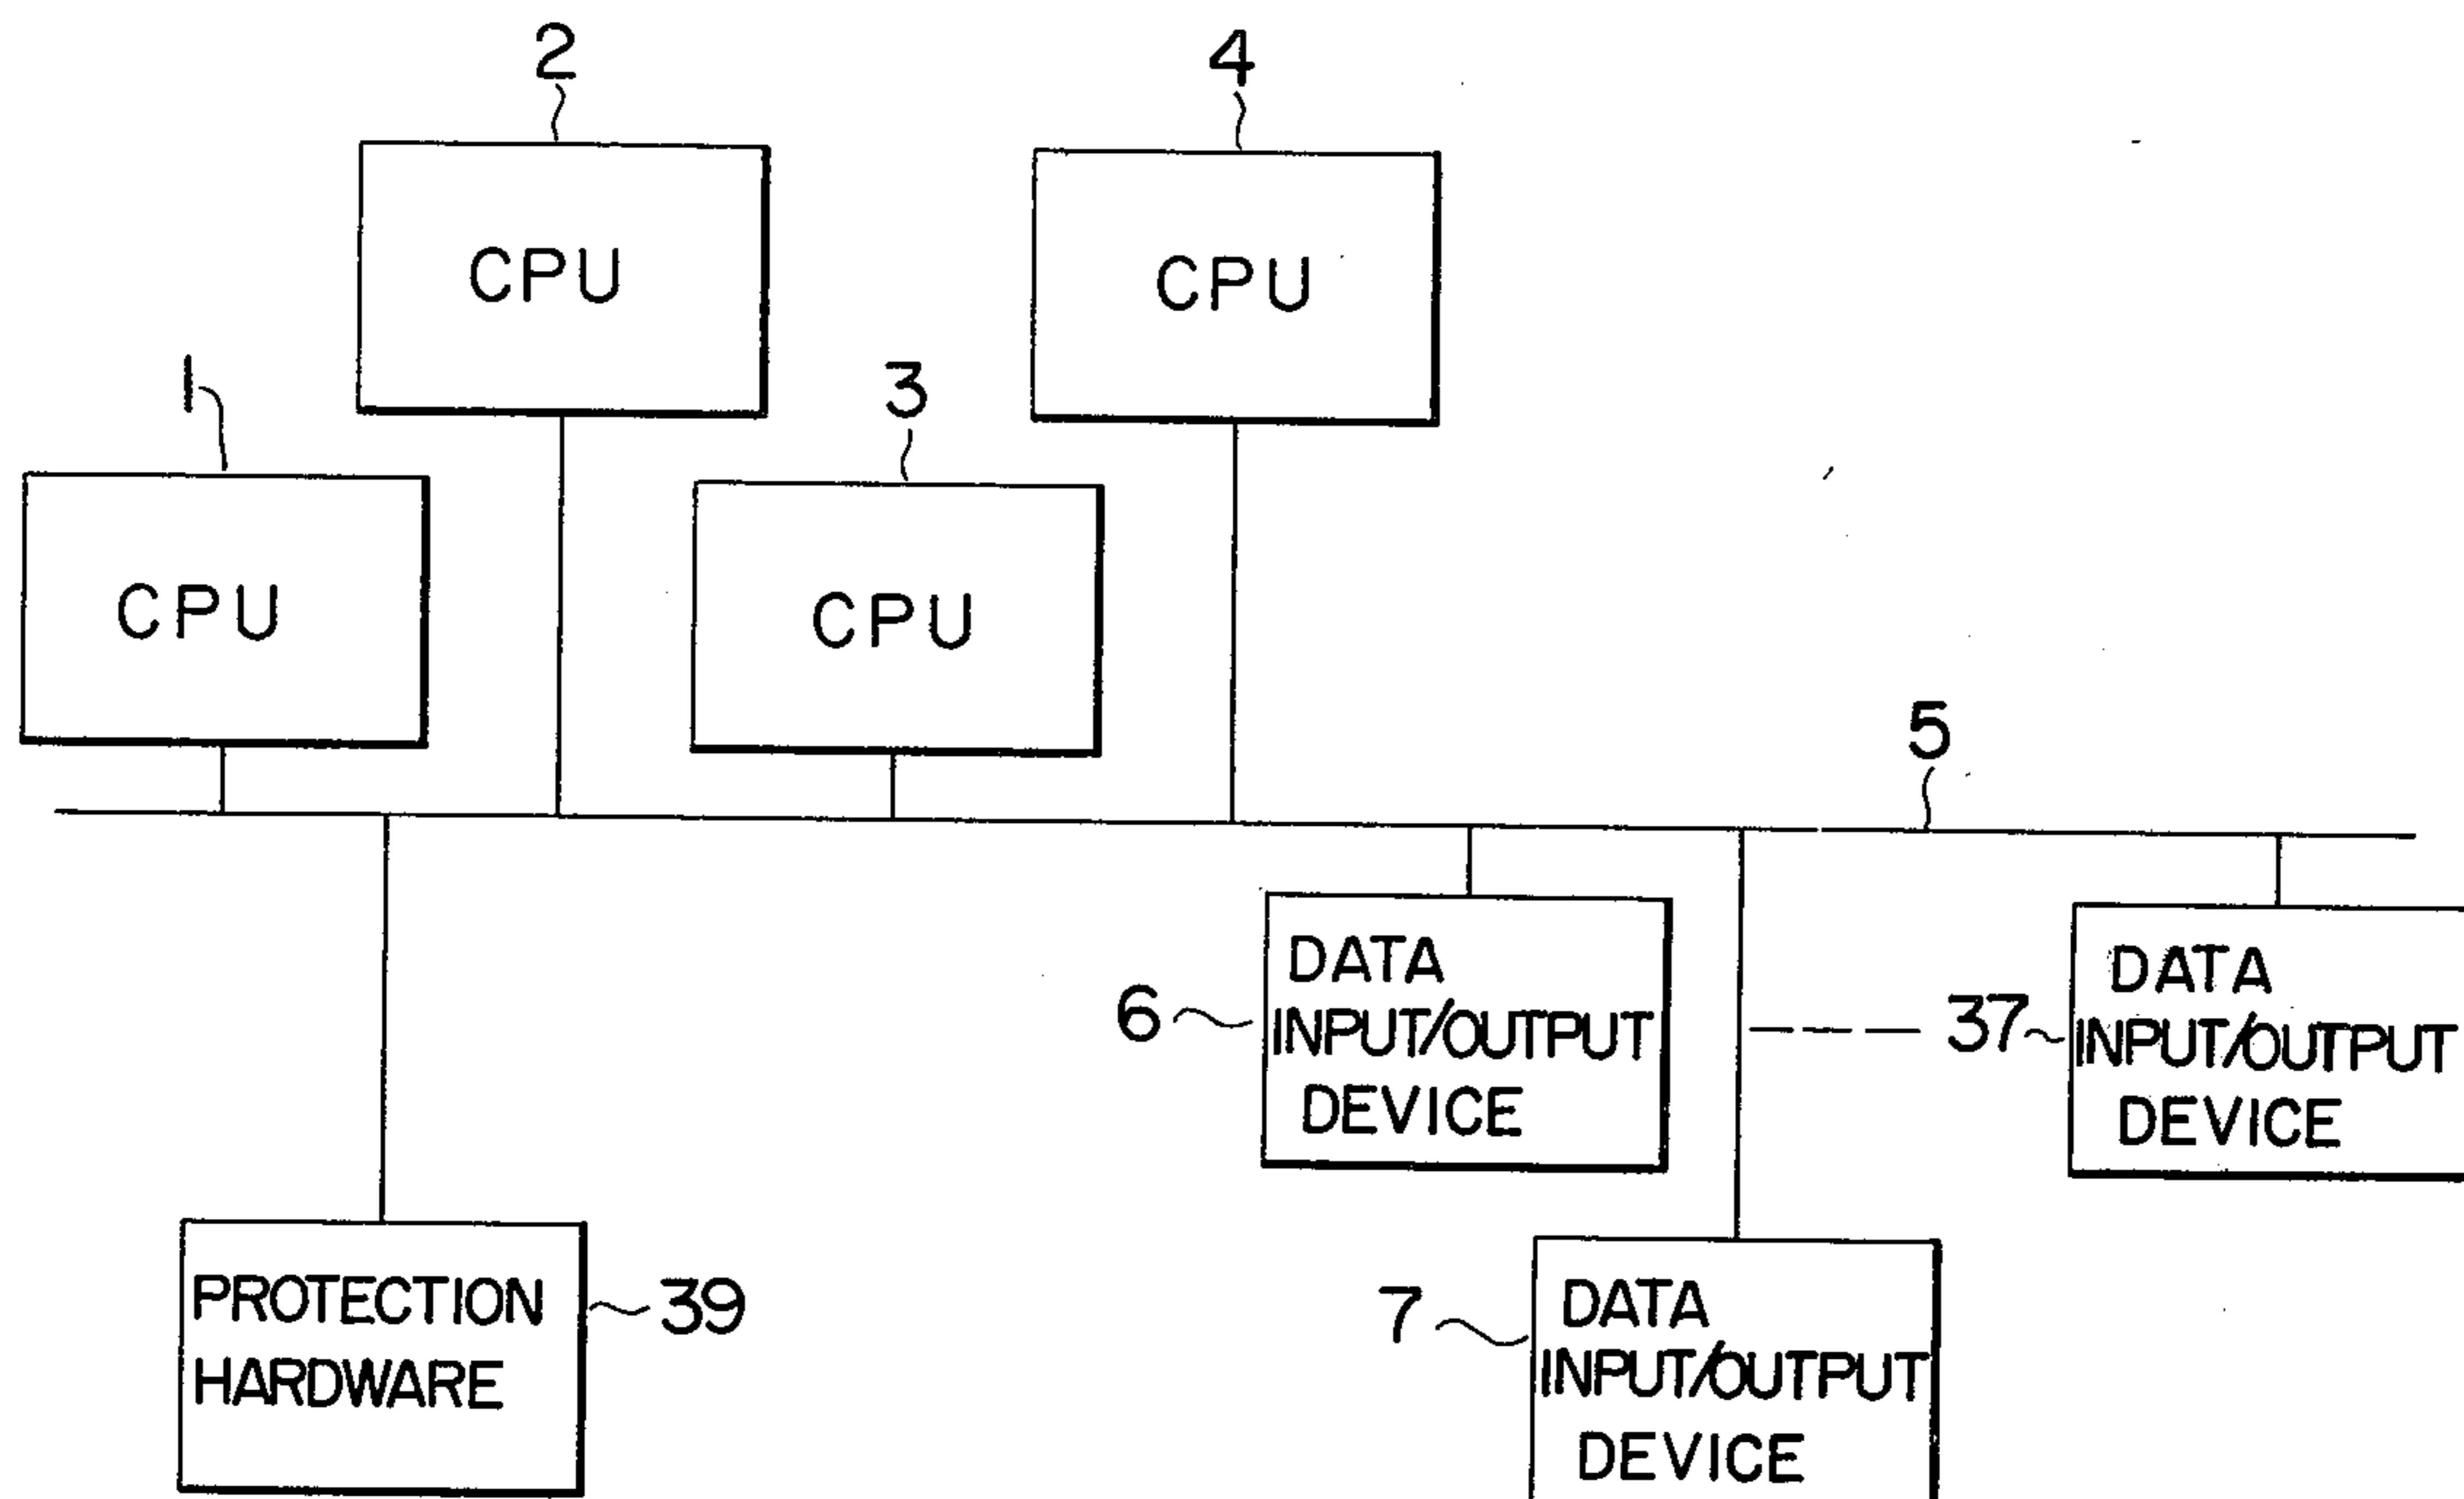 2
4
CPU
CPU
1
3
CPU
CPU
5
DATA
INPUT/OUTPUT
DEVICE
6
37
DATA
INPUT/OUTPUT
DEVICE
PROTECTION
HARDWARE
39
7
DATA
INPUT/OUTPUT
DEVICE